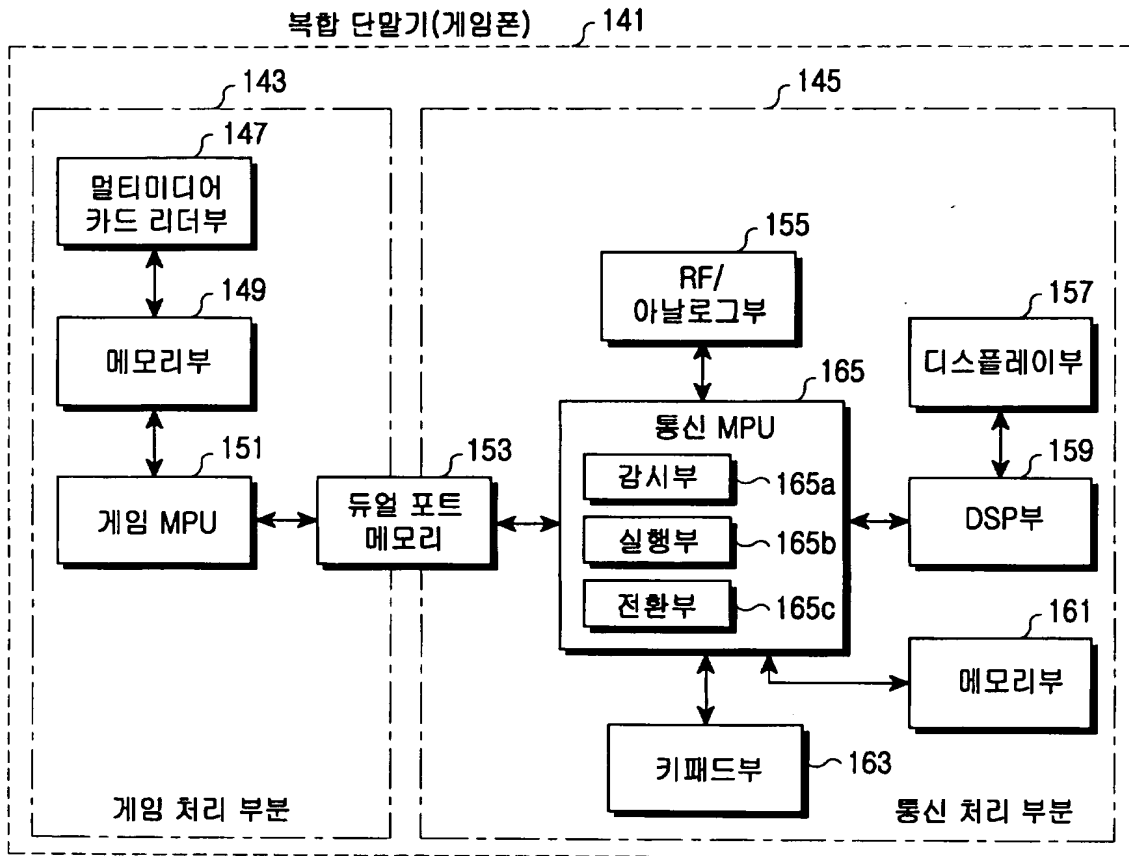 복합 단말기(게임폰)
141
143
145
147
멀티미디어
카드 리더부
149
메모리부
151
게임 MPU
153
듀얼 포트
메모리
155
RF/
아날로그부
157
디스플레이부
165
통신 MPU
감시부
165a
실행부
165b
전환부
165c
159
DSP부
161
메모리부
키패드부
163
게임 처리 부분
통신 처리 부분